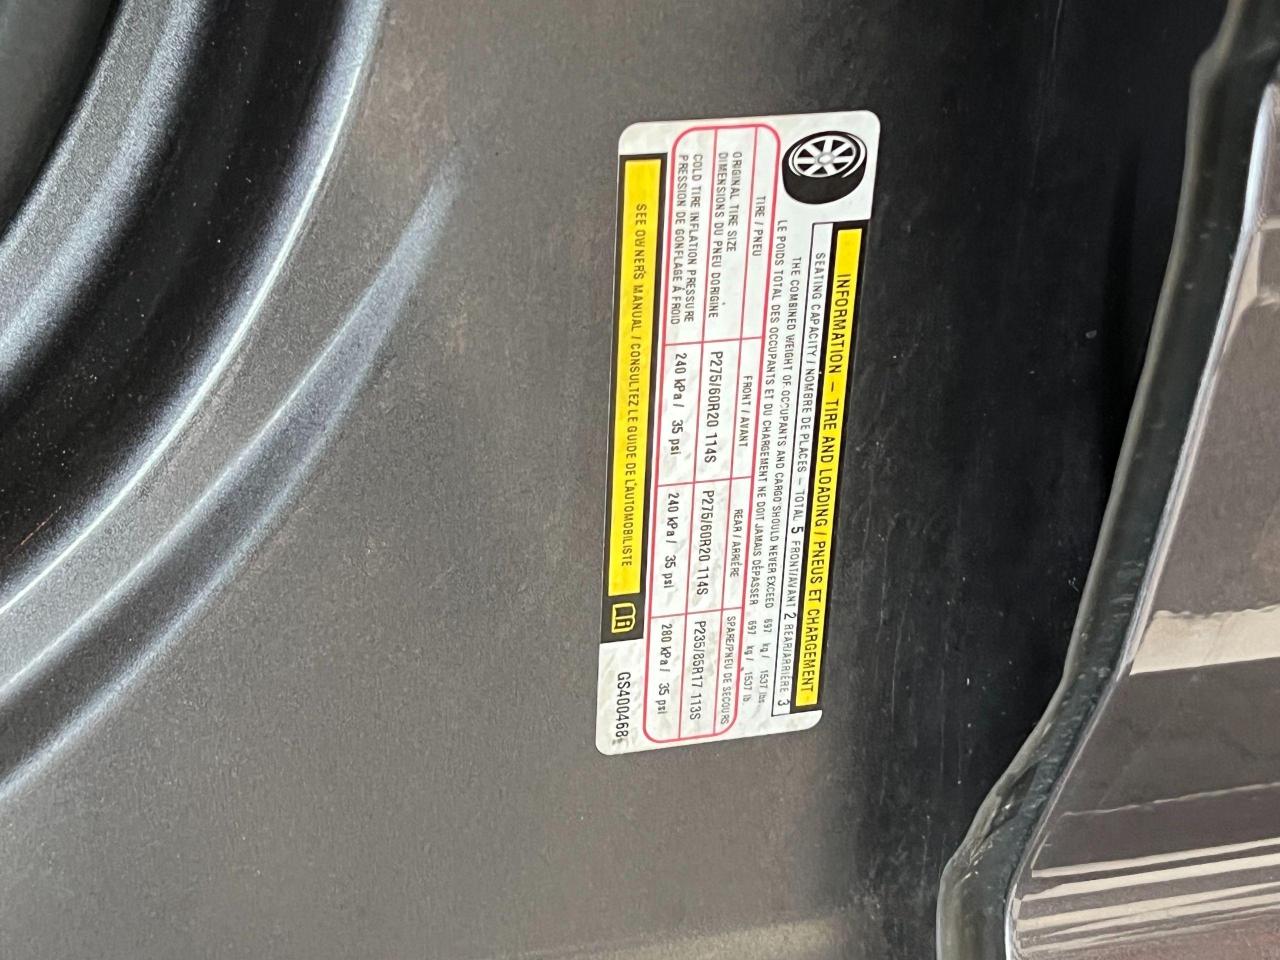 INFORMATION – TIRE AND LOADING / PNEUS ET CHARGEMENT
SEATING CAPACITY / NOMBRE DE PLACES – TOTAL 5 FRONT/AVANT 2 REAR/ARRIÈRE 3
THE COMBINED WEIGHT OF OCCUPANTS AND CARGO SHOULD NEVER EXCEED 697 kg / 1537 lbs
LE POIDS TOTAL DES OCCUPANTS ET DU CHARGEMENT NE DOIT JAMAIS DÉPASSER 697 kg / 1537 lb.
TIRE / PNEU FRONT / AVANT REAR / ARRIÈRE SPARE/PNEU DE SECOURS
ORIGINAL TIRE SIZE
DIMENSIONS DU PNEU DORIGINE P275/60R20 114S P275/60R20 114S P235/85R17 113S
COLD TIRE INFLATION PRESSURE
PRESSION DE GONFLAGE À FROID 240 kPa / 35 psi 240 kPa / 35 psi 280 kPa / 35 psi
SEE OWNER'S MANUAL / CONSULTEZ LE GUIDE DE L'AUTOMOBILISTE
GS400468